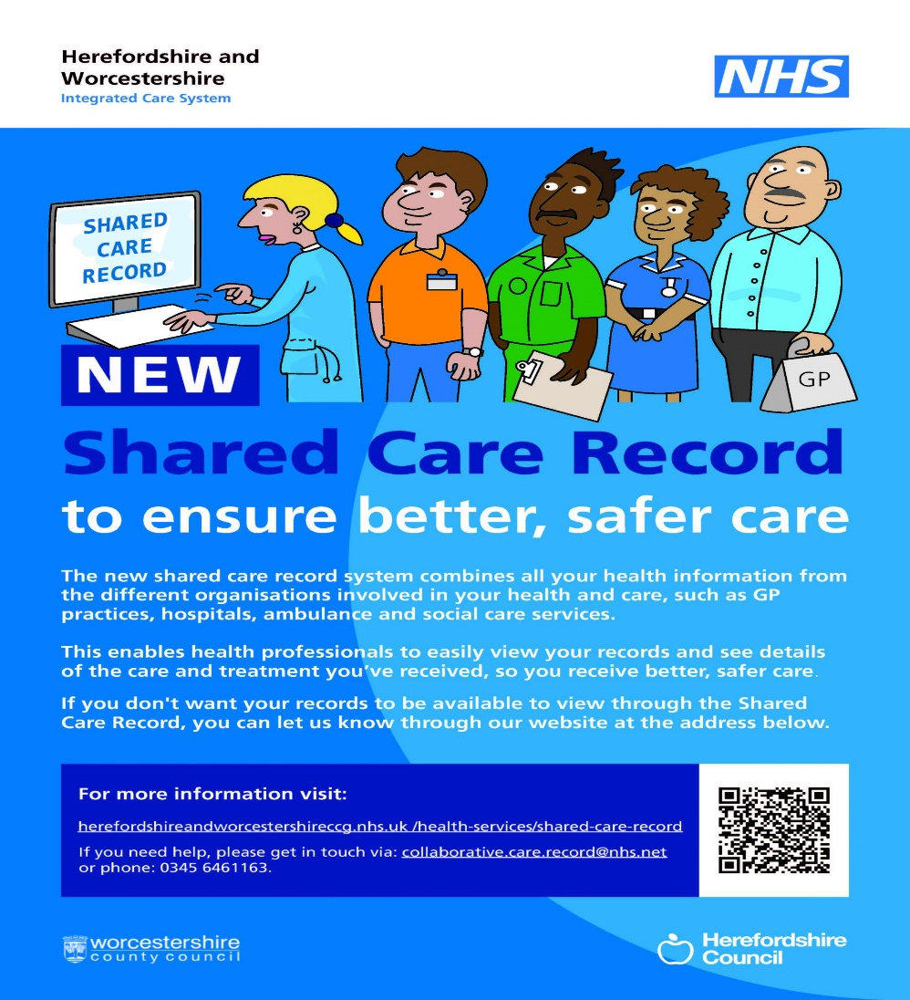 Herefordshire and
Worcestershire
Integrated Care System
NHS
SHARED
CARE
RECORD
GP
NEW
Shared Care Record
to ensure better, safer care
The new shared care record system combines all your health information from
the different organisations involved in your health and care, such as GP
practices, hospitals, ambulance and social care services.
This enables health professionals to easily view your records and see details
of the care and treatment you've received, so you receive better, safer care.
If you don't want your records to be available to view through the Shared
Care Record, you can let us know through our website at the address below.
For more information visit:
herefordshireandworcestershireccg.nhs.uk /health-services/shared-care-record
If you need help, please get in touch via: collaborative.care.record@nhs.net
or phone: 0345 6461163.
worcestershire
county council
Herefordshire
Council